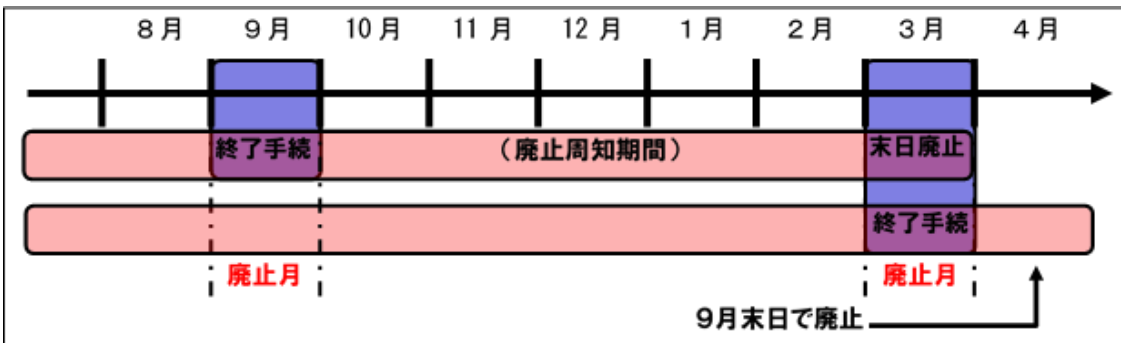 8月 9月 10月 11月 12月 1月 2月 3月 4月
終了手続 (廃止周知期間) 末日廃止
終了手続
廃止月 廃止月
9月末日で廃止